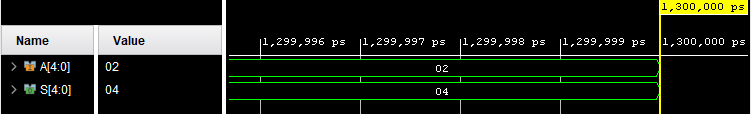 1,300,000 ps
Name Value
1,299,996 ps 1,299,997 ps 1,299,998 ps 1,299,999 ps 1,300,000 ps
A[4:0] 02 02
S[4:0] 04 04